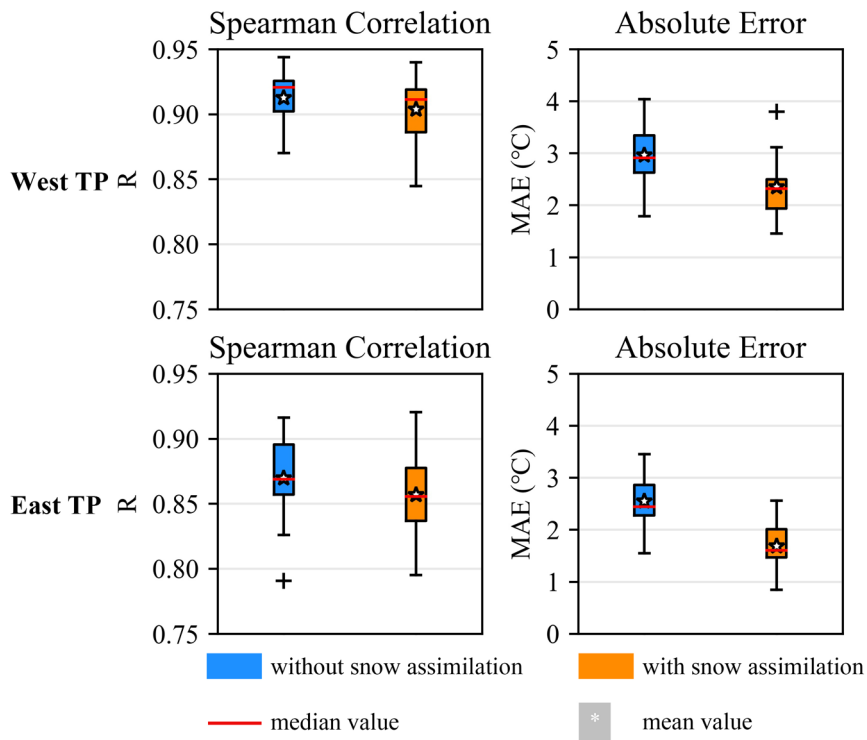 Spearman Correlation
Absolute Error
West TP
R
0.95
0.90
0.85
0.80
0.75
MAE (°C)
5
4
3
2
1
0
Spearman Correlation
Absolute Error
East TP
R
0.95
0.90
0.85
0.80
0.75
MAE (°C)
5
4
3
2
1
0
without snow assimilation
with snow assimilation
median value
* mean value